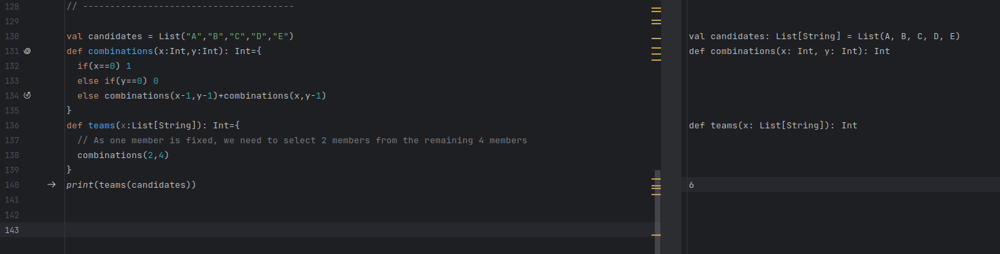 128 // ---------------------------------------
129
130 val candidates = List("A","B","C","D","E") val candidates: List[String] = List(A, B, C, D, E)
131 def combinations(x:Int,y:Int): Int={ def combinations(x: Int, y: Int): Int
132 if(x==0) 1
133 else if(y==0) 0
134 else combinations(x-1,y-1)+combinations(x,y-1)
135 }
136 def teams(x:List[String]): Int={ def teams(x: List[String]): Int
137 // As one member is fixed, we need to select 2 members from the remaining 4 members
138 combinations(2,4)
139 }
140 print(teams(candidates)) 6
141
142
143